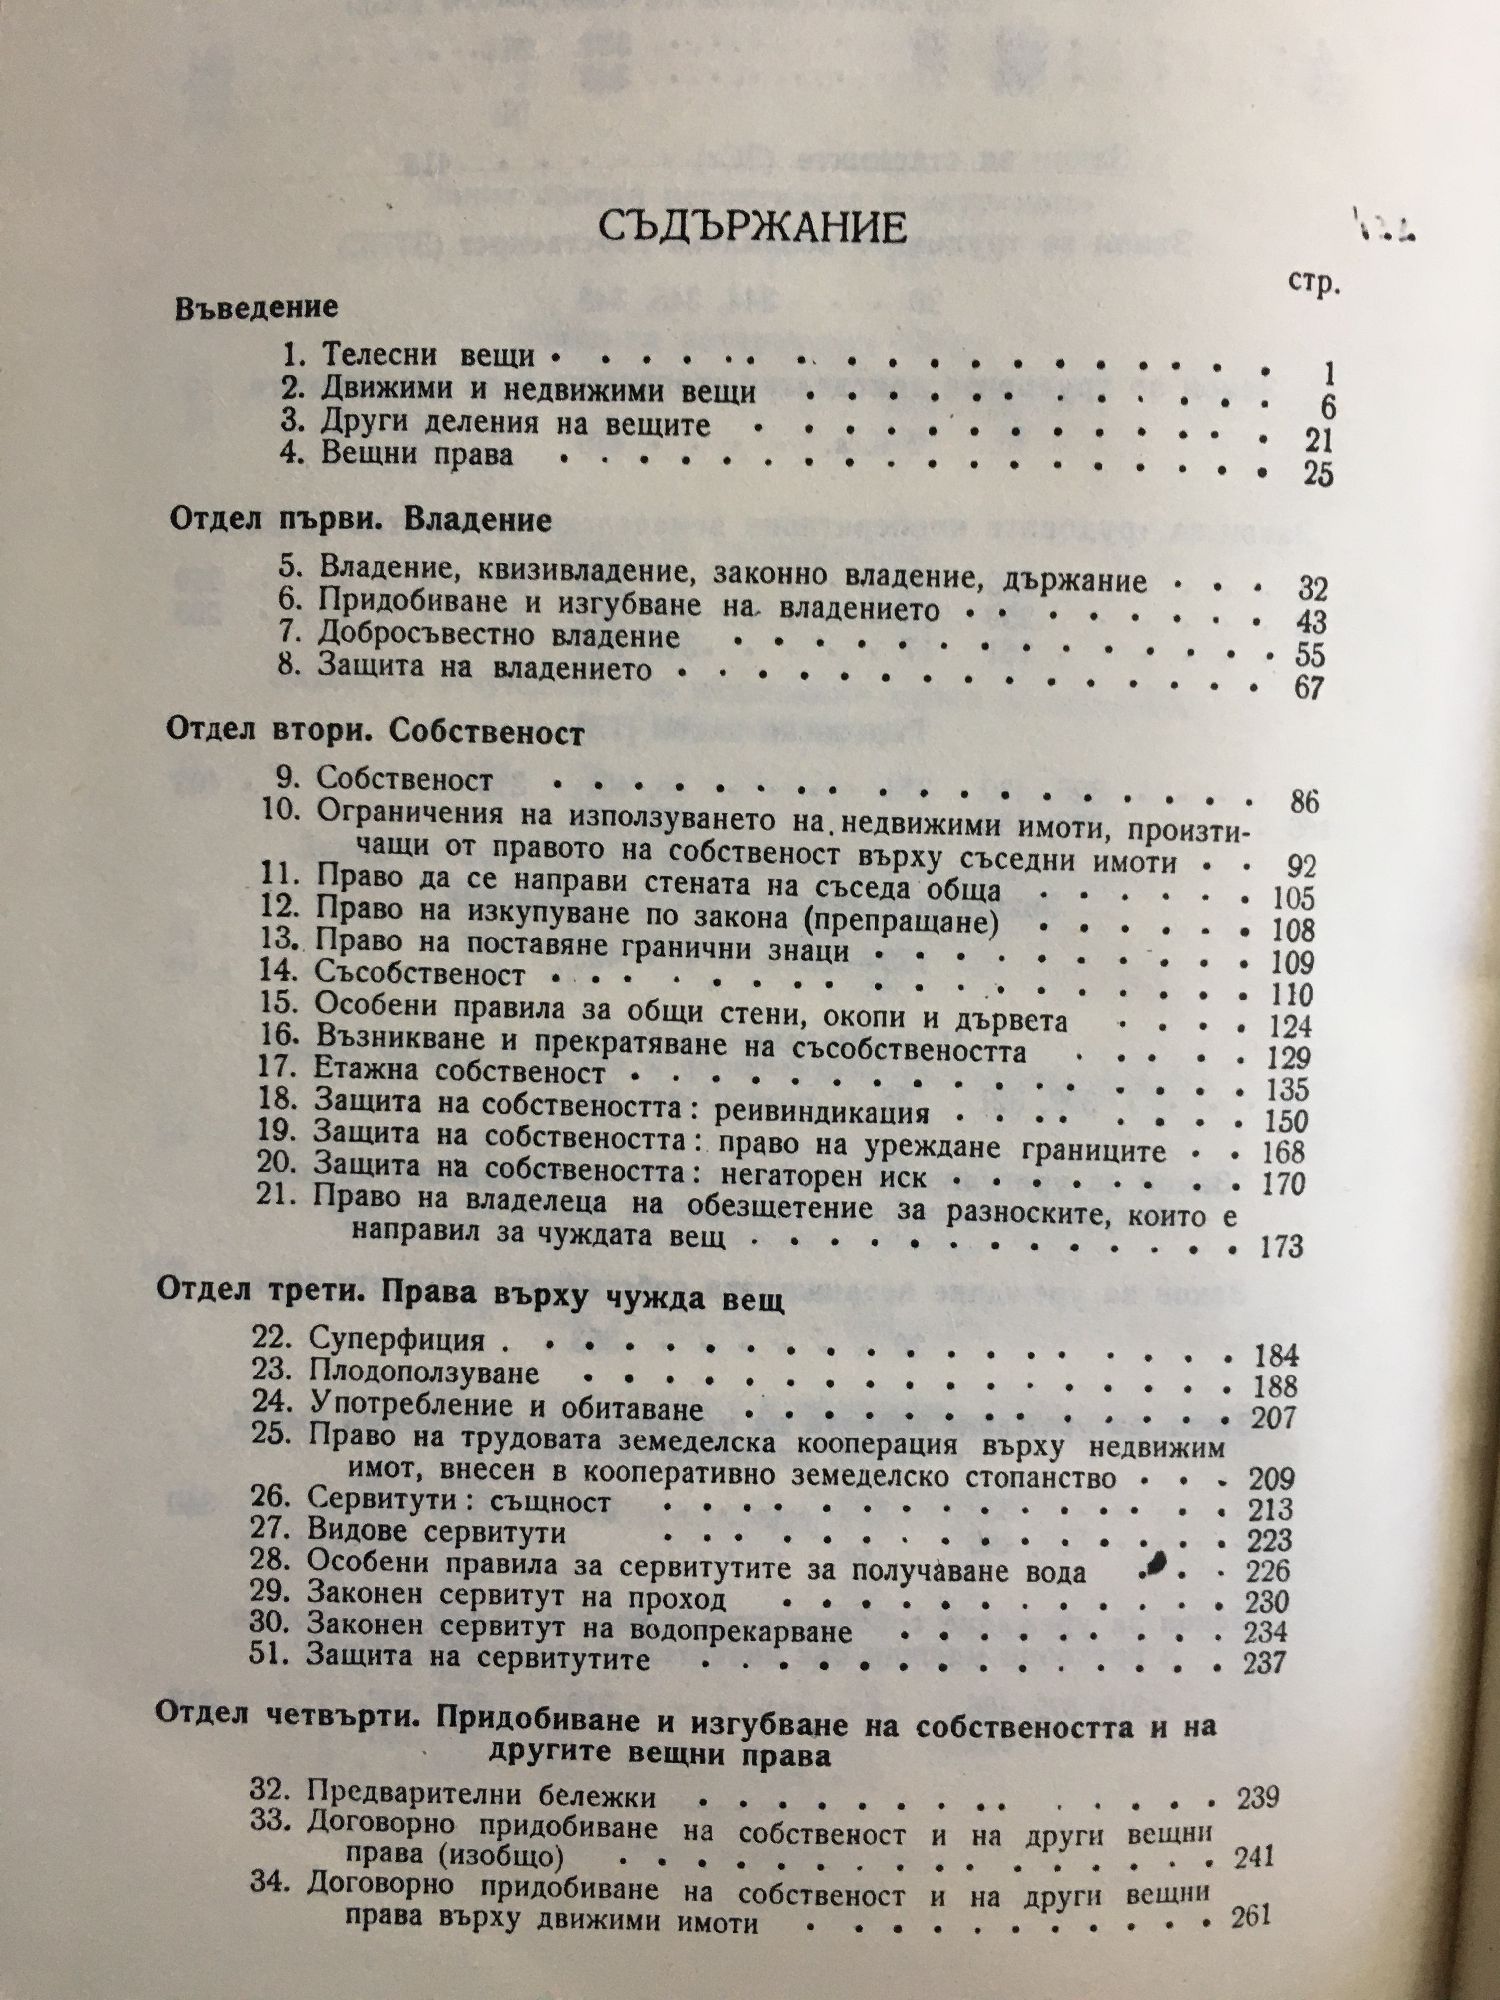 СЪДЪРЖАНИЕ
стр.
Въведение
1. Телесни вещи . . . . . . . . . . . . . . . . . 1
2. Движими и недвижими вещи . . . . . . . . . . . . 6
3. Други деления на вещите . . . . . . . . . . . . . 21
4. Вещни права . . . . . . . . . . . . . . . . . . 25
Отдел първи. Владение
5. Владение, квизивладение, законно владение, държание . . . 32
6. Придобиване и изгубване на владението . . . . . . . . 43
7. Добросъвестно владение . . . . . . . . . . . . . . 55
8. Защита на владението . . . . . . . . . . . . . . . 67
Отдел втори. Собственост
9. Собственост . . . . . . . . . . . . . . . . . . 86
10. Ограничения на използуването на недвижими имоти, произти-
чащи от правото на собственост върху съседни имоти . . 92
11. Право да се направи стената на съседа обща . . . . . . 105
12. Право на изкупуване по закона (препращане) . . . . . . 108
13. Право на поставяне гранични знаци . . . . . . . . . . 109
14. Съсобственост . . . . . . . . . . . . . . . . . . 110
15. Особени правила за общи стени, окопи и дървета . . . . 124
16. Възникване и прекратяване на съсобствеността . . . . . 129
17. Етажна собственост . . . . . . . . . . . . . . . . 135
18. Защита на собствеността : реивиндикация . . . . . . . . 150
19. Защита на собствеността : право на уреждане границите . . 168
20. Защита на собствеността : негаторен иск . . . . . . . . 170
21. Право на владелеца на обезщетение за разноските, които е
направил за чуждата вещ . . . . . . . . . . . . . 173
Отдел трети. Права върху чужда вещ
22. Суперфиция . . . . . . . . . . . . . . . . . . . 184
23. Плодоползуване . . . . . . . . . . . . . . . . . 188
24. Употребление и обитаване . . . . . . . . . . . . . 207
25. Право на трудовата земеделска кооперация върху недвижим
имот, внесен в кооперативно земеделско стопанство . . . 209
26. Сервитути : същност . . . . . . . . . . . . . . . 213
27. Видове сервитути . . . . . . . . . . . . . . . 223
28. Особени правила за сервитутите за получаване вода . . . 226
29. Законен сервитут на проход . . . . . . . . . . . . 230
30. Законен сервитут на водопрекарване . . . . . . . . . 234
51. Защита на сервитутите . . . . . . . . . . . . . . 237
Отдел четвърти. Придобиване и изгубване на собствеността и на
другите вещни права
32. Предварителни бележки . . . . . . . . . . . . . . 239
33. Договорно придобиване на собственост и на други вещни
права (изобщо) . . . . . . . . . . . . . . . . 241
34. Договорно придобиване на собственост и на други вещни
права върху движими имоти . . . . . . . . . . . 261